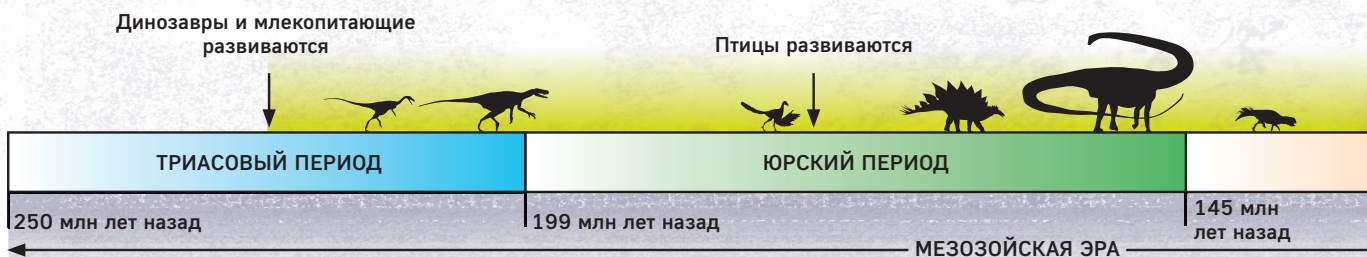 Динозавры и млекопитающие
развиваются
Птицы развиваются
ТРИАСОВЫЙ ПЕРИОД
ЮРСКИЙ ПЕРИОД
250 млн лет назад
199 млн лет назад
145 млн
лет назад
МЕЗОЗОЙСКАЯ ЭРА